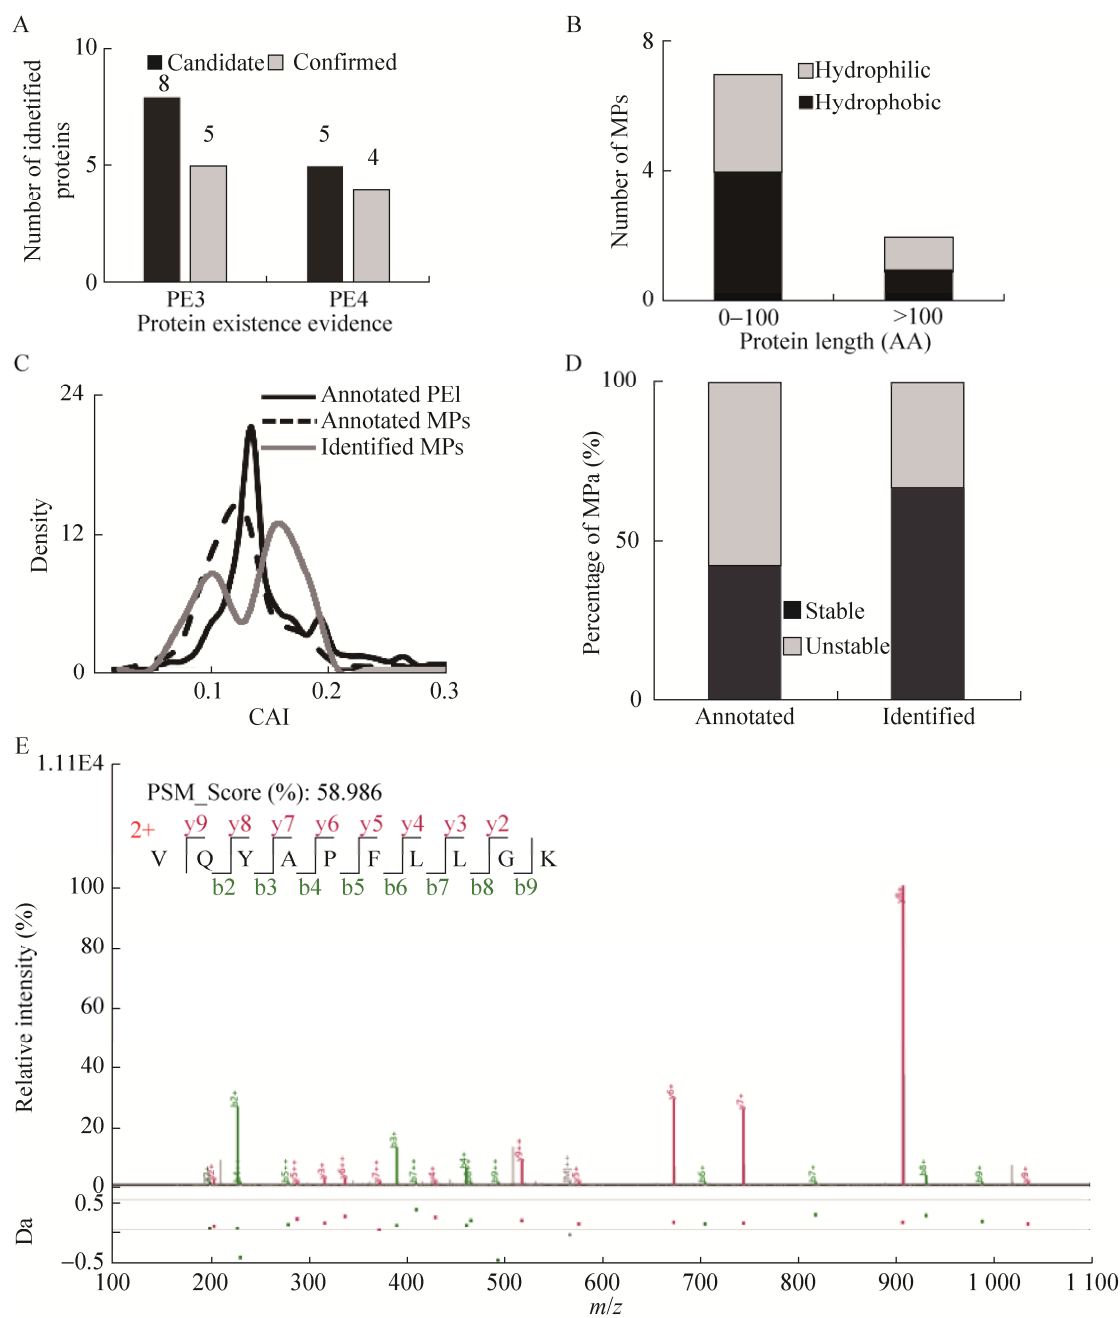 A
10
5
0
Number of idnetified
proteins
Candidate
Confirmed
8
5
5
4
PE3
PE4
Protein existence evidence
B
8
4
0
Number of MPs
Hydrophilic
Hydrophobic
0–100
>100
Protein length (AA)
C
24
12
0
Density
Annotated PEl
Annotated MPs
Identified MPs
0.1
0.2
0.3
CAI
D
100
50
0
Percentage of MPa (%)
Stable
Unstable
Annotated
Identified
E
1.11E4
PSM_Score (%): 58.986
2+
y9 y8 y7 y6 y5 y4 y3 y2
V Q Y A P F L L G K
b2 b3 b4 b5 b6 b7 b8 b9
Relative intensity (%)
100
80
60
40
20
0
Da
0.5
–0.5
100 200 300 400 500 600 700 800 900 1 000 1 100
m/z